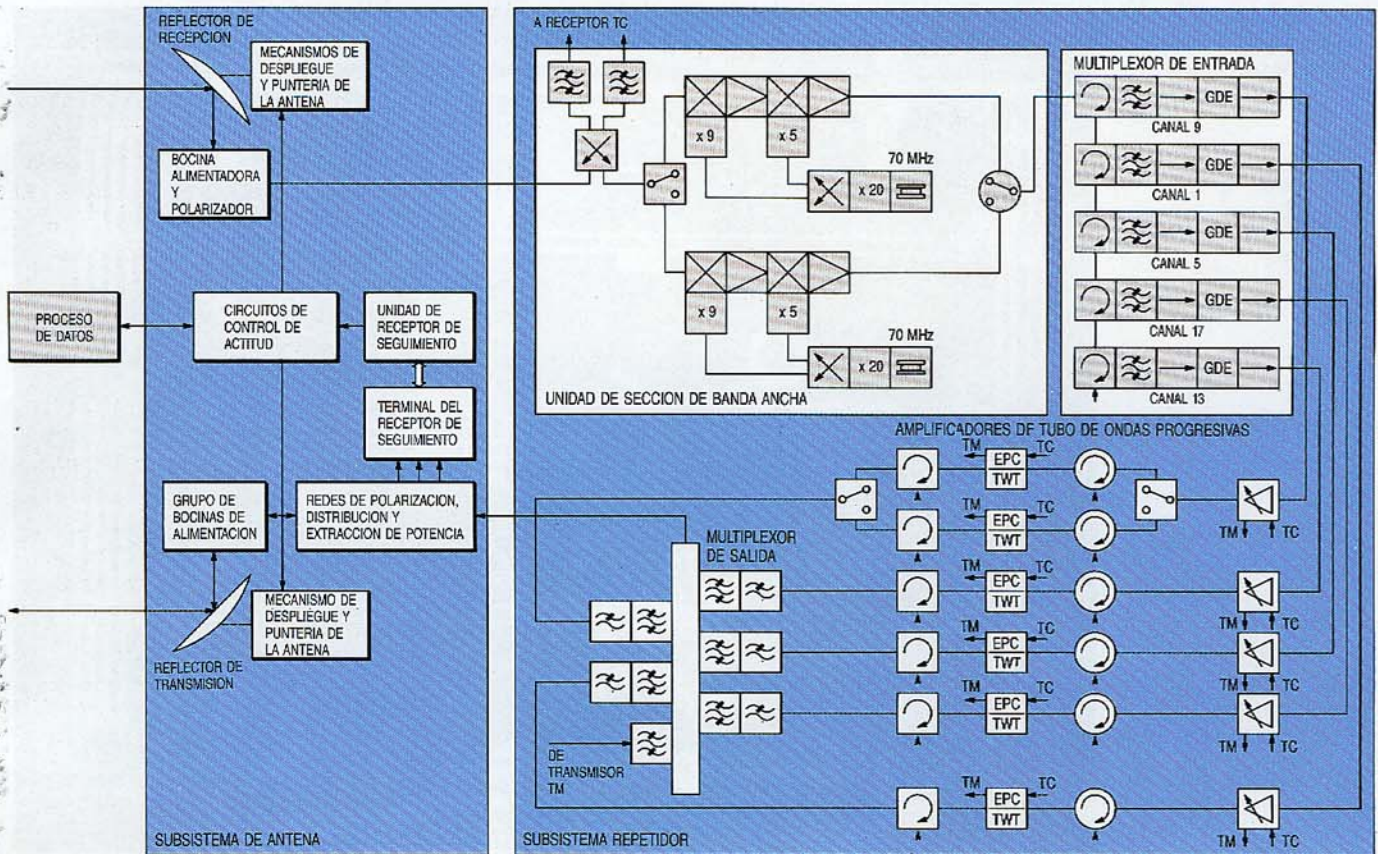 REFLECTOR DE
RECEPCION
MECANISMOS DE
DESPLIEGUE
Y PUNTERIA DE
LA ANTENA
BOCINA
ALIMENTADORA
Y
POLARIZADOR
PROCESO
DE DATOS
CIRCUITOS DE
CONTROL DE
ACTITUD
UNIDAD DE
RECEPTOR DE
SEGUIMIENTO
TERMINAL DEL
RECEPTOR DE
SEGUIMIENTO
GRUPO DE
BOCINAS DE
ALIMENTACION
REDES DE POLARIZACION,
DISTRIBUCION Y
EXTRACCION DE POTENCIA
MECANISMO DE
DESPLIEGUE Y
PUNTERIA DE
LA ANTENA
REFLECTOR DE
TRANSMISION
SUBSISTEMA DE ANTENA
A RECEPTOR TC
x 9
x 5
70 MHz
x 20
x 9
x 5
70 MHz
x 20
UNIDAD DE SECCION DE BANDA ANCHA
MULTIPLEXOR DE ENTRADA
GDE
CANAL 9
GDE
CANAL 1
GDE
CANAL 5
GDE
CANAL 17
GDE
CANAL 13
AMPLIFICADORES DF TUBO DE ONDAS PROGRESIVAS
TM
EPC
TWT
TC
TM
EPC
TWT
TC
TM
TC
MULTIPLEXOR
DE SALIDA
TM
EPC
TWT
TC
TM
TC
TM
EPC
TWT
TC
TM
TC
TM
EPC
TWT
TC
TM
TC
DE
TRANSMISOR
TM
TM
EPC
TWT
TC
TM
TC
SUBSISTEMA REPETIDOR